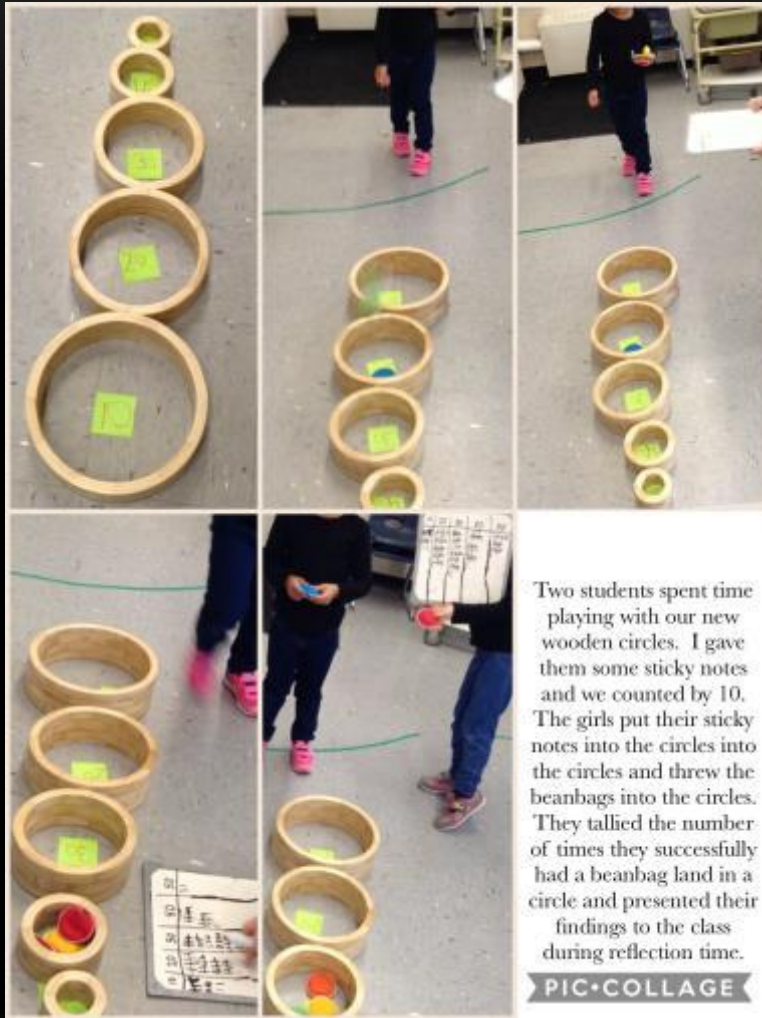 10
Two students spent time
playing with our new
wooden circles. I gave
them some sticky notes
and we counted by 10.
The girls put their sticky
notes into the circles into
the circles and threw the
beanbags into the circles.
They tallied the number
of times they successfully
had a beanbag land in a
circle and presented their
findings to the class
during reflection time.
PIC•COLLAGE